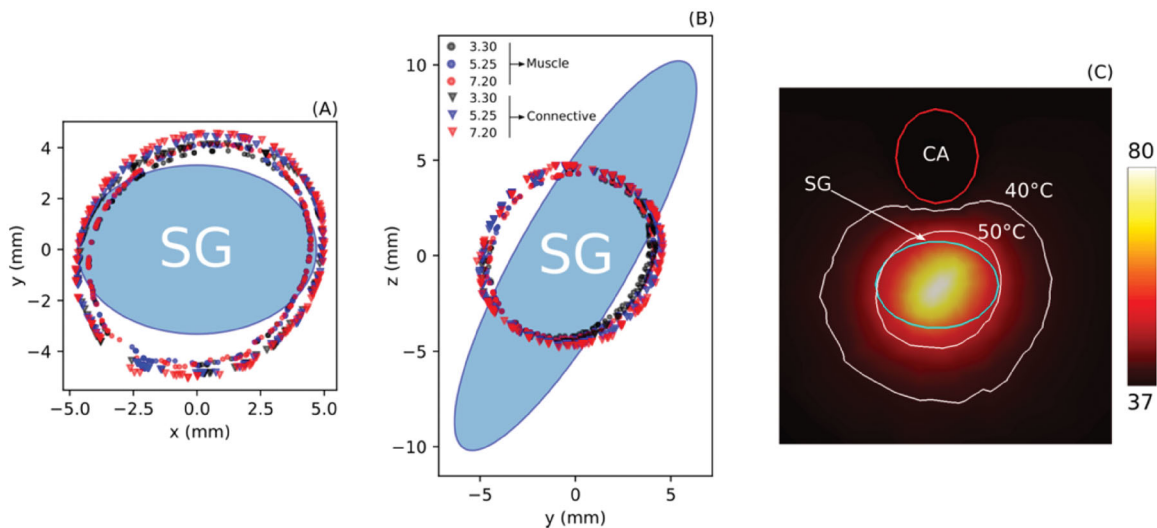 (A)
4
2
0
−2
−4
y (mm)
SG
−5.0 −2.5 0.0 2.5 5.0
x (mm)
(B)
10
5
0
−5
−10
z (mm)
3.30
5.25 Muscle
7.20
3.30
5.25 Connective
7.20
SG
−5 0 5
y (mm)
(C)
CA
SG
40°C
50°C
80
37